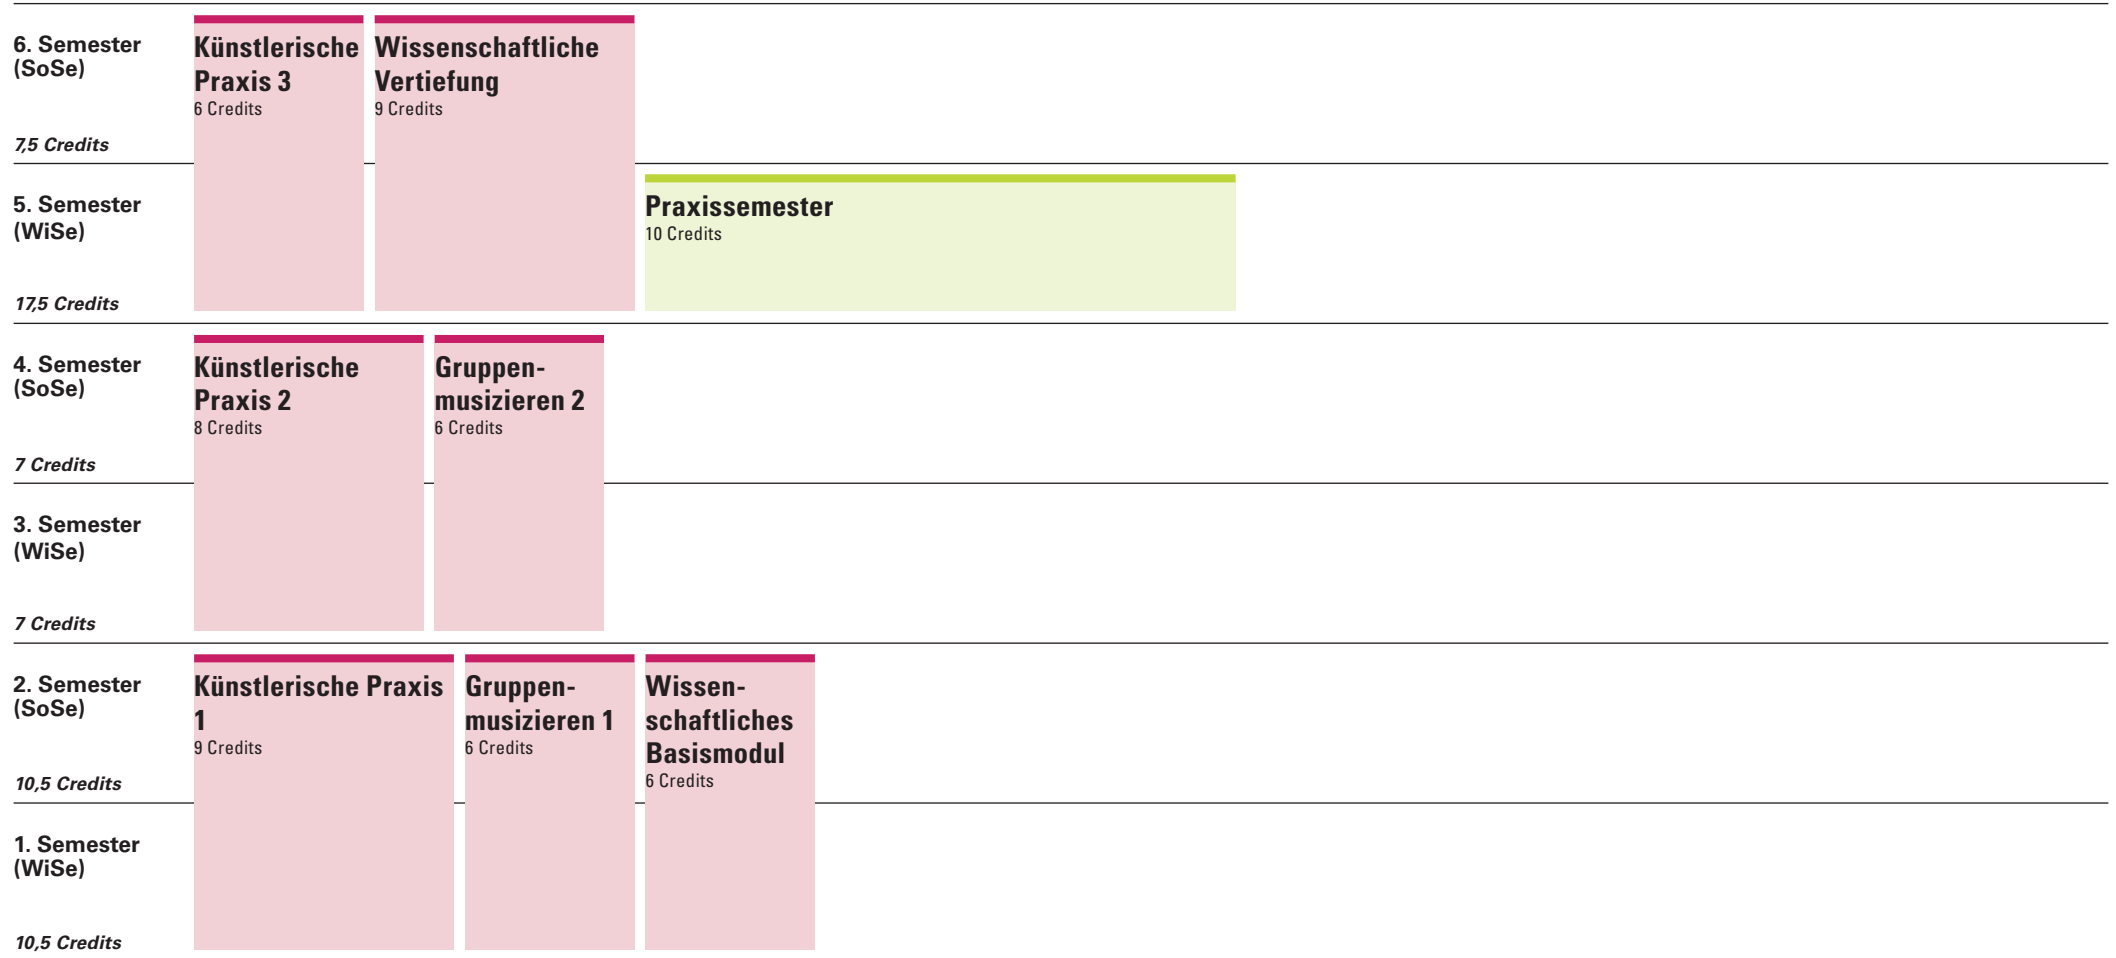 6. Semester
(SoSe)
7,5 Credits
Künstlerische
Praxis 3
6 Credits
Wissenschaftliche
Vertiefung
9 Credits
5. Semester
(WiSe)
17,5 Credits
Praxissemester
10 Credits
4. Semester
(SoSe)
7 Credits
Künstlerische
Praxis 2
8 Credits
Gruppen-
musizieren 2
6 Credits
3. Semester
(WiSe)
7 Credits
2. Semester
(SoSe)
10,5 Credits
Künstlerische Praxis
1
9 Credits
Gruppen-
musizieren 1
6 Credits
Wissen-
schaftliches
Basismodul
6 Credits
1. Semester
(WiSe)
10,5 Credits